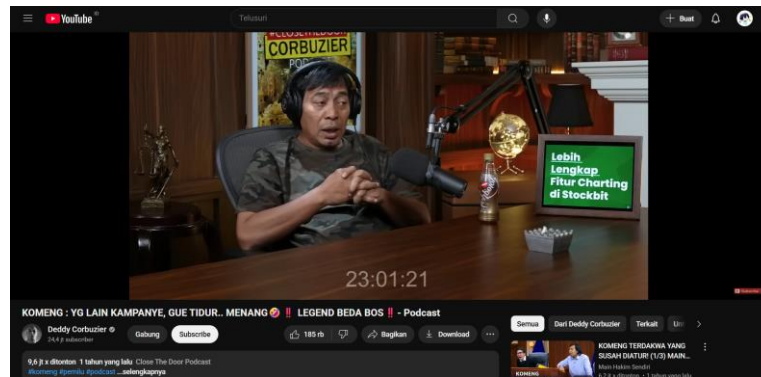 YouTube ID
Telusuri
Buat
#CLOSETHEDOOR
CORBUZIER
PODCAST
Lebih
Lengkap
Fitur Charting
di Stockbit
23:01:21
Subscribe
KOMENG : YG LAIN KAMPANYE, GUE TIDUR.. MENANG🤣 ‼️ LEGEND BEDA BOS ‼️ - Podcast
Deddy Corbuzier
24,4 jt subscriber
Gabung
Subscribe
185 rb
Bagikan
Download
9,6 jt x ditonton 1 tahun yang lalu Close The Door Podcast
#komeng #pemilu #podcast ...selengkapnya
Semua
Dari Deddy Corbuzier
Terkait
KOMENG
KOMENG TERDAKWA YANG
SUSAH DIATUR! (1/3) MAIN...
Main Hakim Sendiri